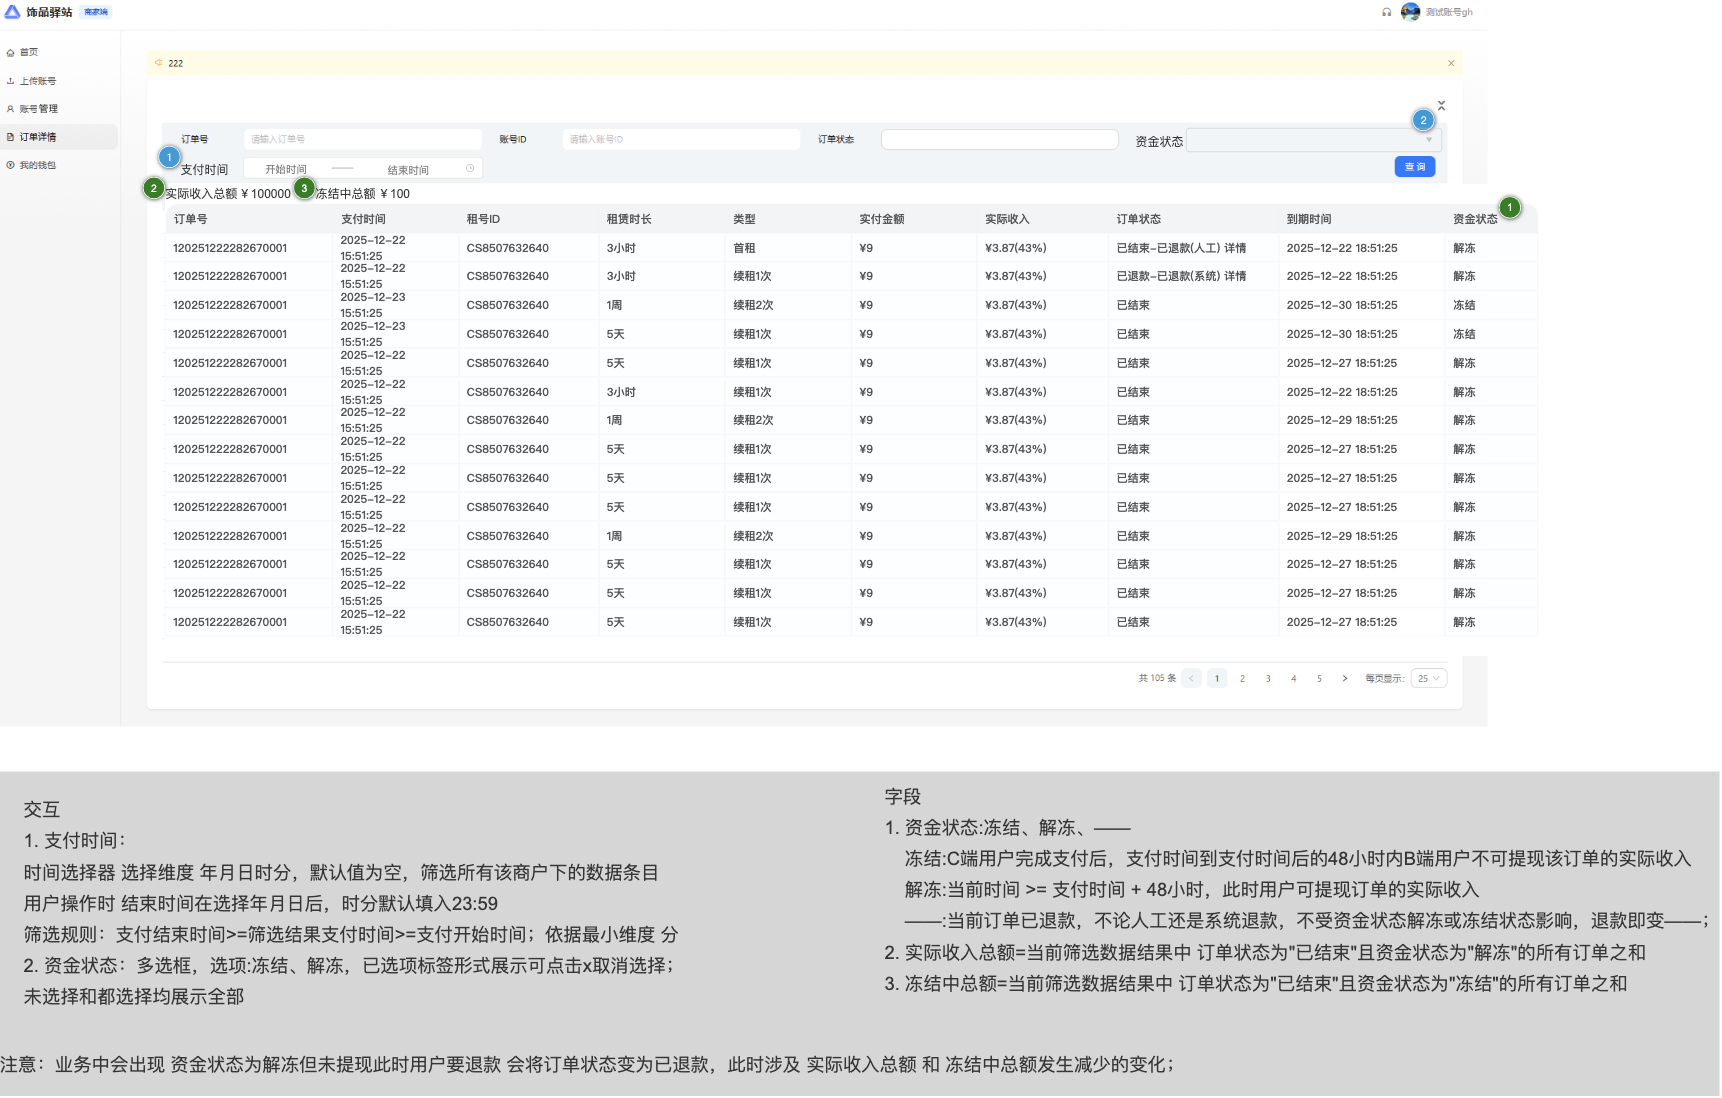 饰品驿站 商家端
测试账号gh
首页
上传账号
账号管理
订单详情
我的钱包
222
2
订单号 请输入订单号 账号ID 请输入账号ID 订单状态 资金状态
1
支付时间 开始时间 —— 结束时间
查 询
2 实际收入总额 ¥ 100000 3 冻结中总额 ¥ 100
1
订单号 支付时间 租号ID 租赁时长 类型 实付金额 实际收入 订单状态 到期时间 资金状态
120251222282670001 2025-12-22 15:51:25 CS8507632640 3小时 首租 ¥9 ¥3.87(43%) 已结束-已退款(人工) 详情 2025-12-22 18:51:25 解冻
120251222282670001 2025-12-22 15:51:25 CS8507632640 3小时 续租1次 ¥9 ¥3.87(43%) 已退款-已退款(系统) 详情 2025-12-22 18:51:25 解冻
120251222282670001 2025-12-23 15:51:25 CS8507632640 1周 续租2次 ¥9 ¥3.87(43%) 已结束 2025-12-30 18:51:25 冻结
120251222282670001 2025-12-23 15:51:25 CS8507632640 5天 续租1次 ¥9 ¥3.87(43%) 已结束 2025-12-30 18:51:25 冻结
120251222282670001 2025-12-22 15:51:25 CS8507632640 5天 续租1次 ¥9 ¥3.87(43%) 已结束 2025-12-27 18:51:25 解冻
120251222282670001 2025-12-22 15:51:25 CS8507632640 3小时 续租1次 ¥9 ¥3.87(43%) 已结束 2025-12-22 18:51:25 解冻
120251222282670001 2025-12-22 15:51:25 CS8507632640 1周 续租2次 ¥9 ¥3.87(43%) 已结束 2025-12-29 18:51:25 解冻
120251222282670001 2025-12-22 15:51:25 CS8507632640 5天 续租1次 ¥9 ¥3.87(43%) 已结束 2025-12-27 18:51:25 解冻
120251222282670001 2025-12-22 15:51:25 CS8507632640 5天 续租1次 ¥9 ¥3.87(43%) 已结束 2025-12-27 18:51:25 解冻
120251222282670001 2025-12-22 15:51:25 CS8507632640 5天 续租1次 ¥9 ¥3.87(43%) 已结束 2025-12-27 18:51:25 解冻
120251222282670001 2025-12-22 15:51:25 CS8507632640 1周 续租2次 ¥9 ¥3.87(43%) 已结束 2025-12-29 18:51:25 解冻
120251222282670001 2025-12-22 15:51:25 CS8507632640 5天 续租1次 ¥9 ¥3.87(43%) 已结束 2025-12-27 18:51:25 解冻
120251222282670001 2025-12-22 15:51:25 CS8507632640 5天 续租1次 ¥9 ¥3.87(43%) 已结束 2025-12-27 18:51:25 解冻
120251222282670001 2025-12-22 15:51:25 CS8507632640 5天 续租1次 ¥9 ¥3.87(43%) 已结束 2025-12-27 18:51:25 解冻
共 105 条 < 1 2 3 4 5 > 每页显示: 25
交互
1. 支付时间：
时间选择器 选择维度 年月日时分，默认值为空，筛选所有该商户下的数据条目
用户操作时 结束时间在选择年月日后，时分默认填入23:59
筛选规则：支付结束时间>=筛选结果支付时间>=支付开始时间；依据最小维度 分
2. 资金状态：多选框，选项:冻结、解冻，已选项标签形式展示可点击x取消选择；
未选择和都选择均展示全部
字段
1. 资金状态:冻结、解冻、——
冻结:C端用户完成支付后，支付时间到支付时间后的48小时内B端用户不可提现该订单的实际收入
解冻:当前时间 >= 支付时间 + 48小时，此时用户可提现订单的实际收入
——:当前订单已退款，不论人工还是系统退款，不受资金状态解冻或冻结状态影响，退款即变——；
2. 实际收入总额=当前筛选数据结果中 订单状态为"已结束"且资金状态为"解冻"的所有订单之和
3. 冻结中总额=当前筛选数据结果中 订单状态为"已结束"且资金状态为"冻结"的所有订单之和
注意：业务中会出现 资金状态为解冻但未提现此时用户要退款 会将订单状态变为已退款，此时涉及 实际收入总额 和 冻结中总额发生减少的变化；